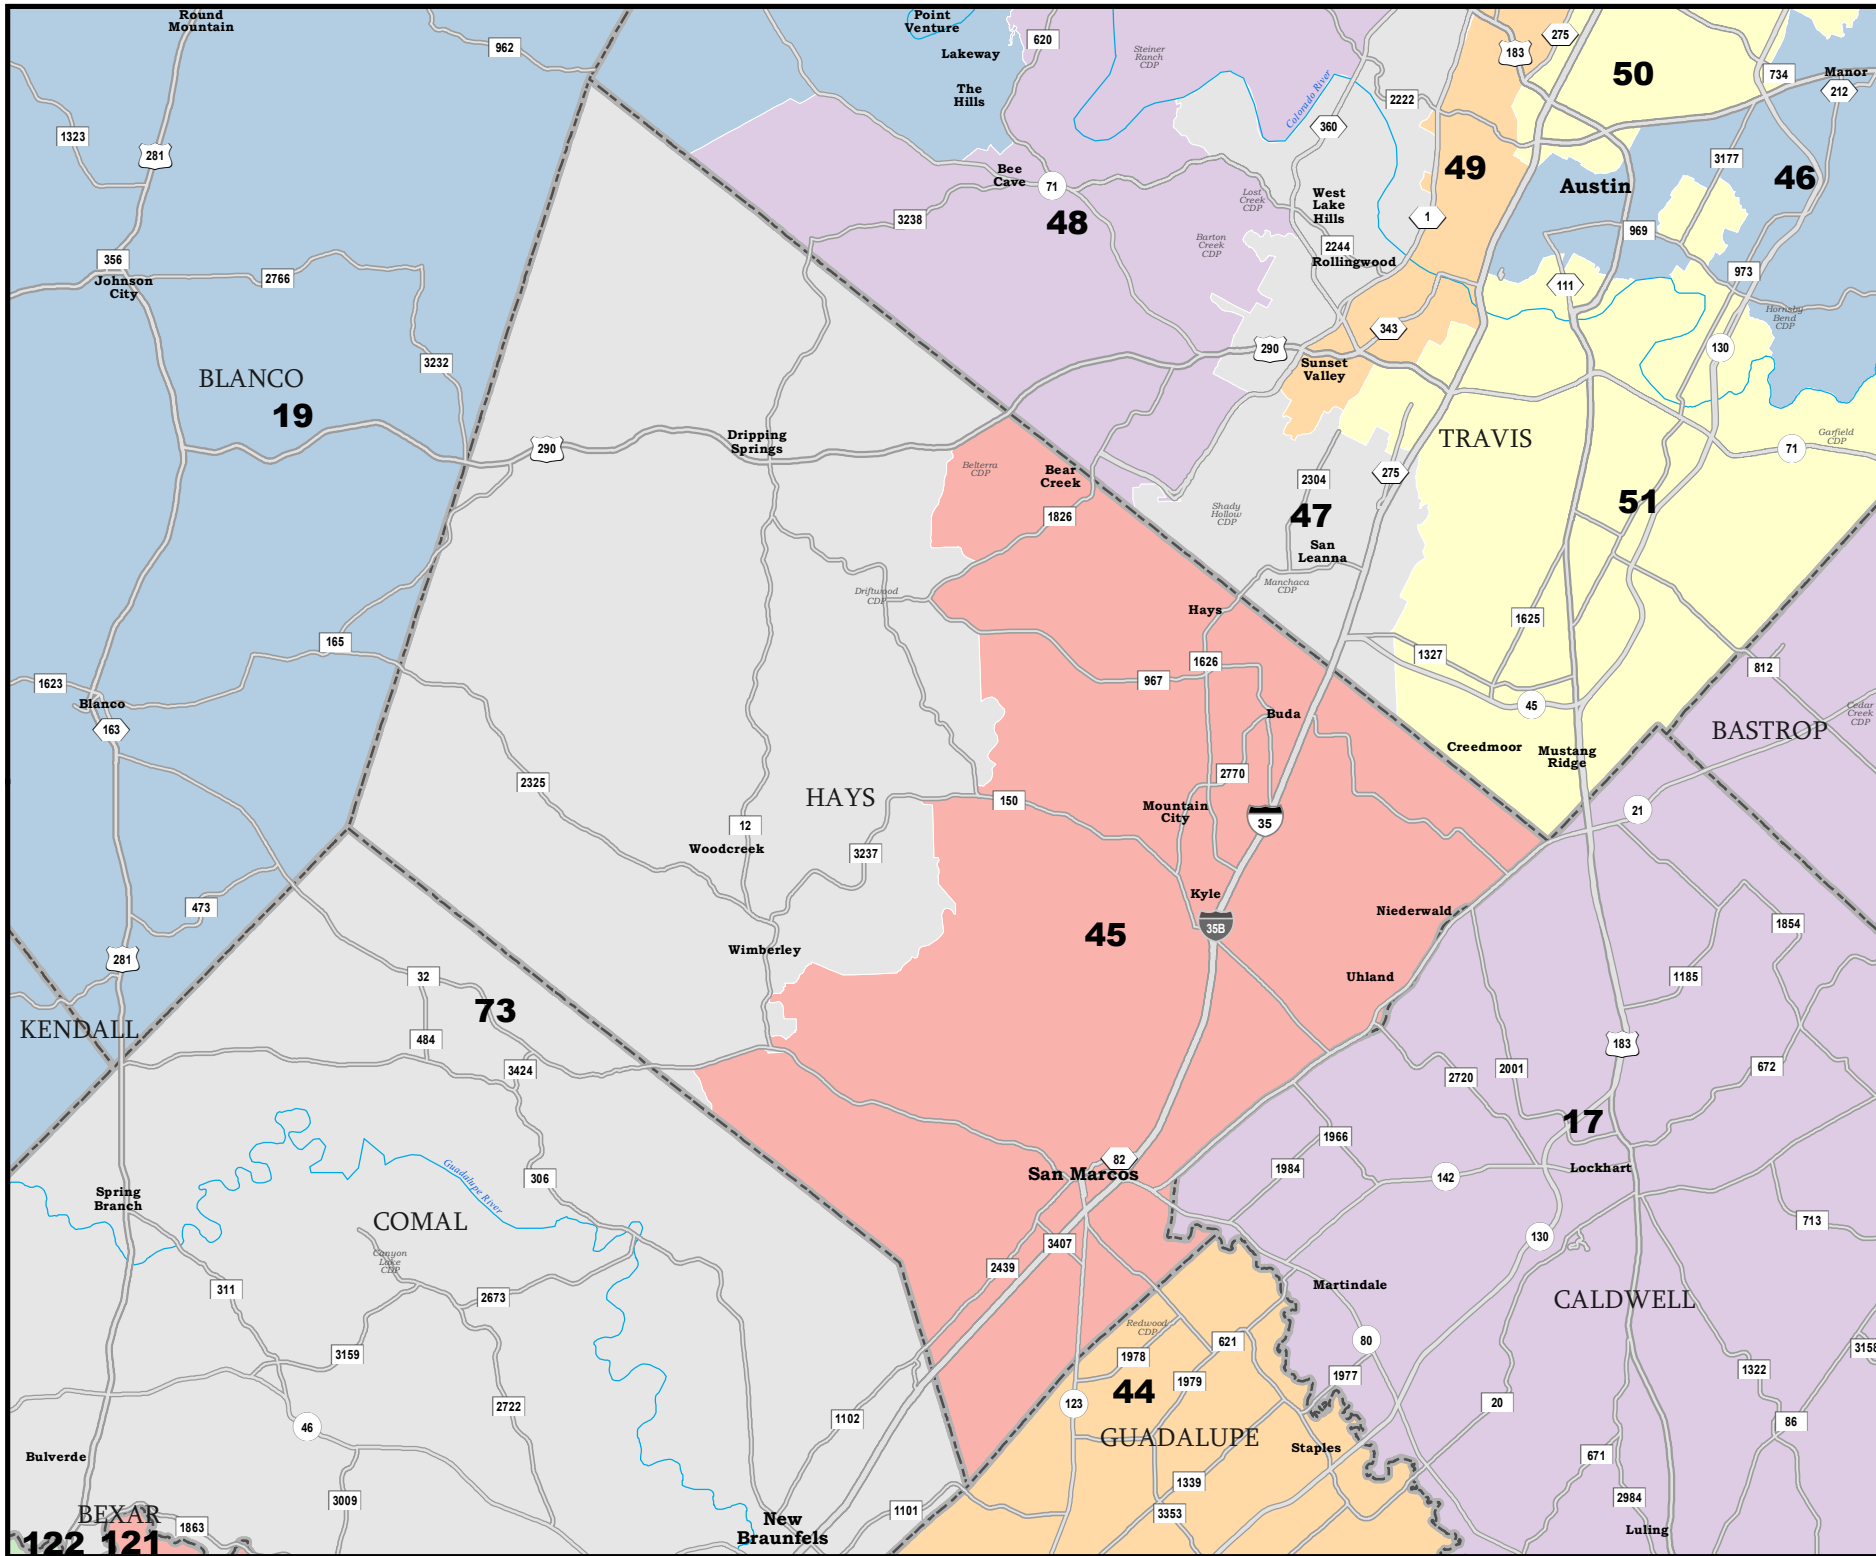 Round
Mountain
962
Point
Venture
Lakeway
The
Hills
620
Steiner
Ranch
CDP
Colorado River
360
2222
183
275
50
734
Manor
212
1323
281
3177
46
49
Austin
Bee
Cave
71
48
3238
Lost
Creek
CDP
West
Lake
Hills
1
Barton
Creek
CDP
2244
Rollingwood
969
973
111
Hornsby
Bend
CDP
356
Johnson
City
2766
343
130
290
Sunset
Valley
3232
BLANCO
19
290
Dripping
Springs
Belterra
CDP
Bear
Creek
1826
TRAVIS
Garfield
CDP
71
2304
275
51
Shady
Hollow
CDP
47
San
Leanna
Manchaca
CDP
Driftwood
CDP
Hays
1625
165
1626
1327
812
1623
967
Blanco
163
Buda
45
Cedar
Creek
CDP
BASTROP
Creedmoor
Mustang
Ridge
2325
HAYS
150
2770
Mountain
City
35
21
12
Woodcreek
3237
Kyle
35B
Niederwald
473
1854
45
Wimberley
281
32
Uhland
1185
73
KENDALL
484
183
3424
2720
2001
672
17
1966
82
San Marcos
1984
142
Lockhart
306
Guadalupe River
Spring
Branch
COMAL
Canyon
Lake
CDP
3407
713
130
2439
Martindale
311
2673
CALDWELL
Redwood
CDP
621
80
3159
1978
3158
1977
1322
44
1979
2722
123
20
1102
86
46
GUADALUPE
Staples
Bulverde
671
1339
3009
2984
BEXAR
1101
3353
122
121
1863
New
Braunfels
Luling